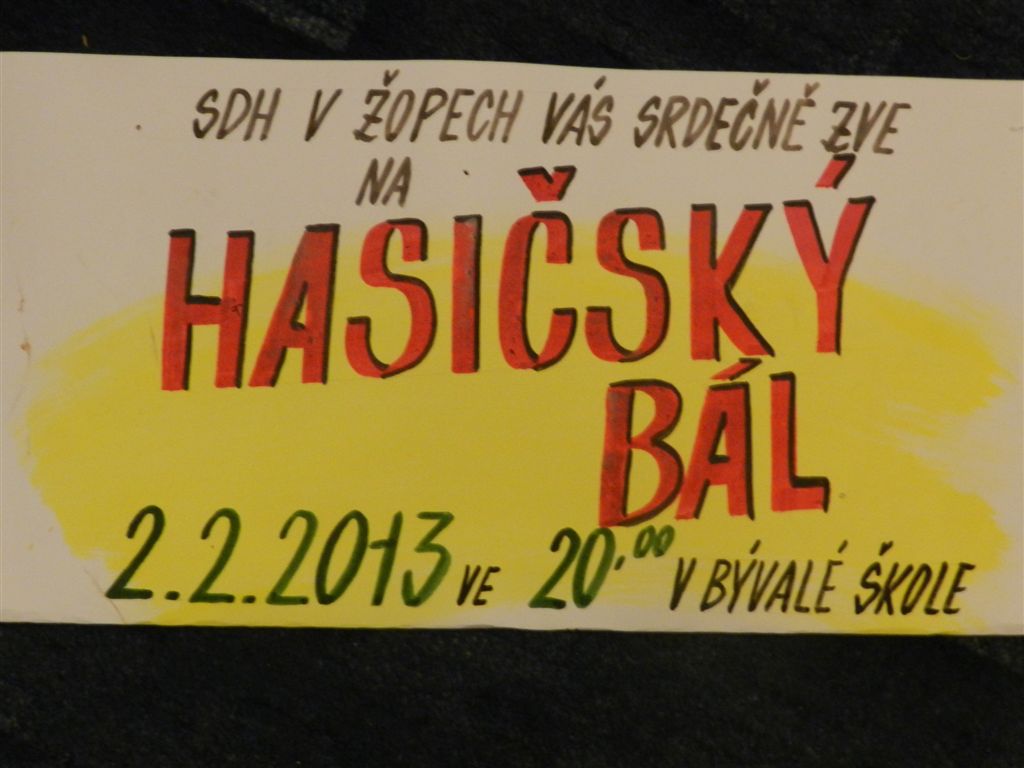 SDH V ŽOPECH VÁS SRDEČNĚ ZVE
NA
HASIČSKÝ
BÁL
2.2.2013 VE 20.00 V BÝVALÉ ŠKOLE